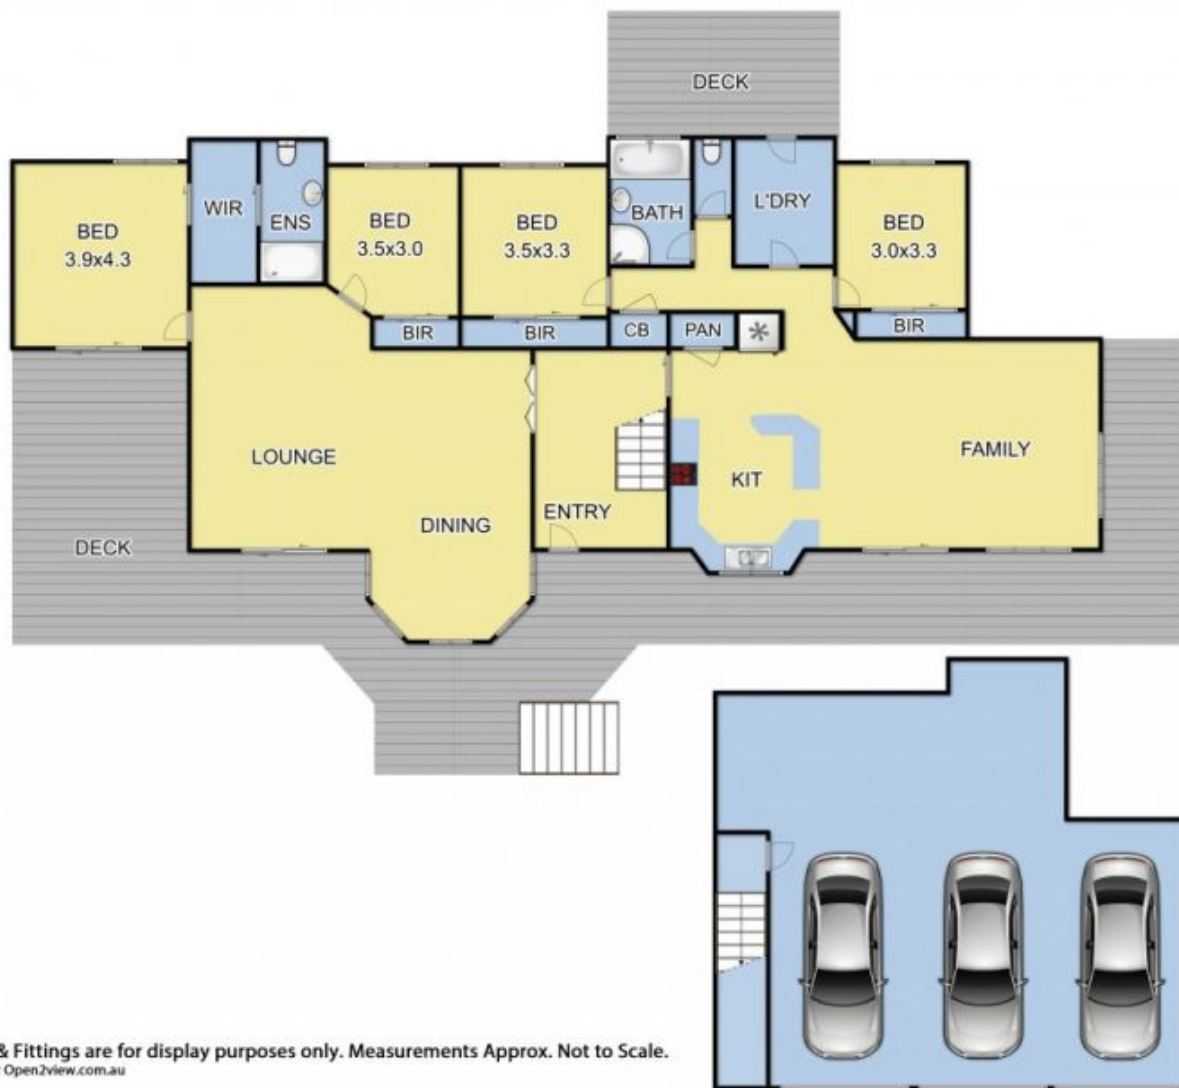 DECK
BED
3.9x4.3
WIR
ENS
BED
3.5x3.0
BED
3.5x3.3
BATH
L'DRY
BED
3.0x3.3
BIR
BIR
CB
PAN
BIR
LOUNGE
DINING
ENTRY
KIT
FAMILY
DECK
& Fittings are for display purposes only. Measurements Approx. Not to Scale.
Open2view.com.au